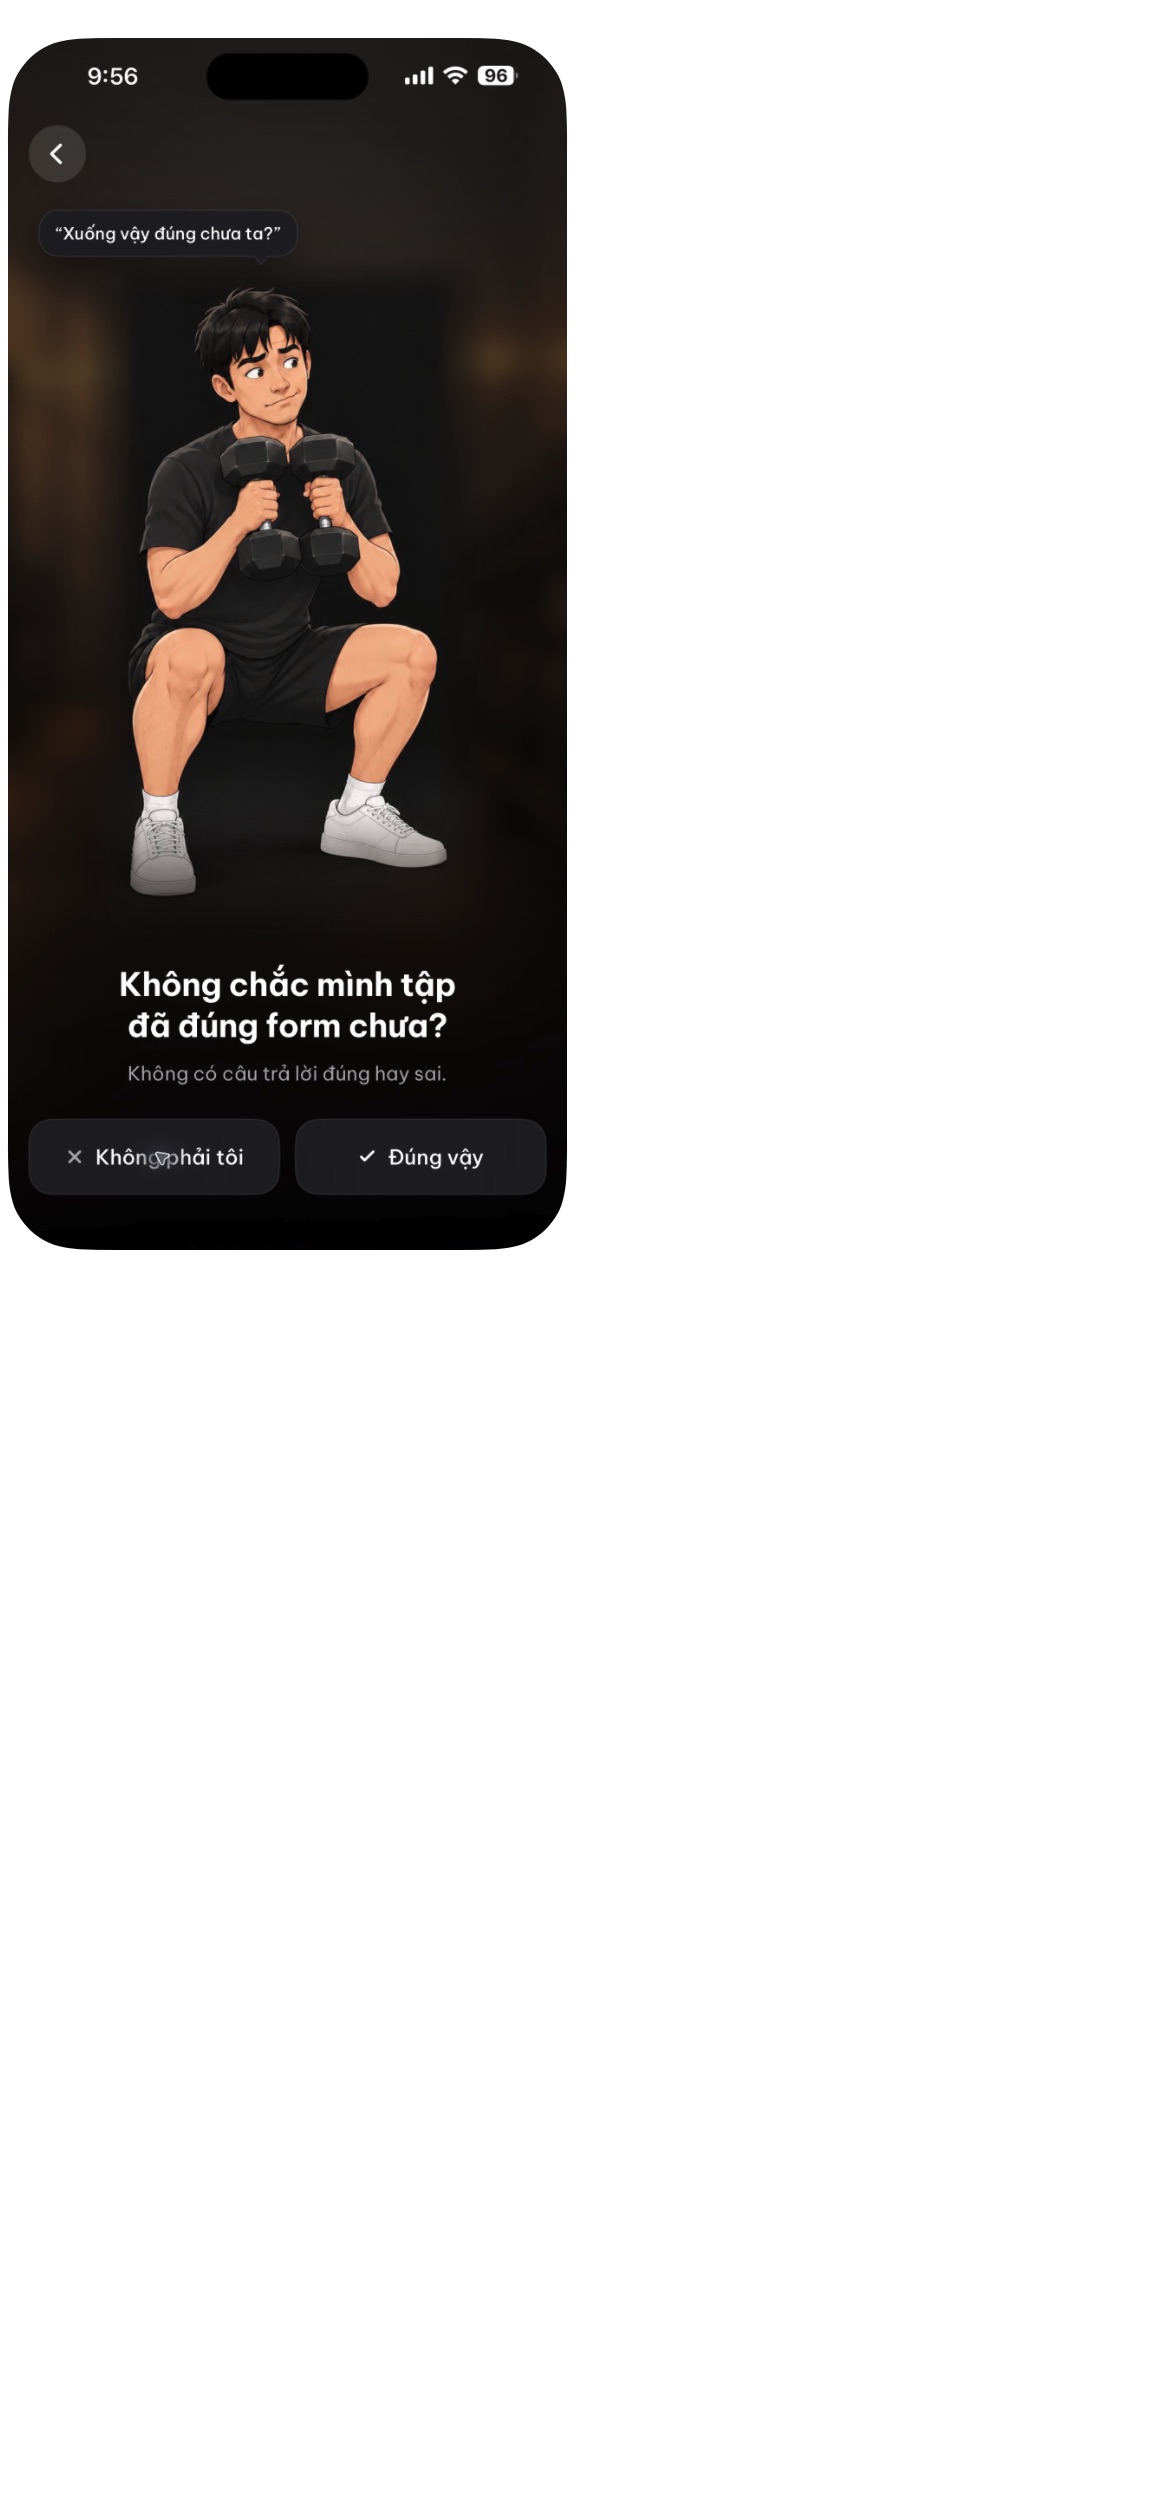 9:56
96
“Xuống vậy đúng chưa ta?”
Không chắc mình tập
đã đúng form chưa?
Không có câu trả lời đúng hay sai.
Không phải tôi
Đúng vậy